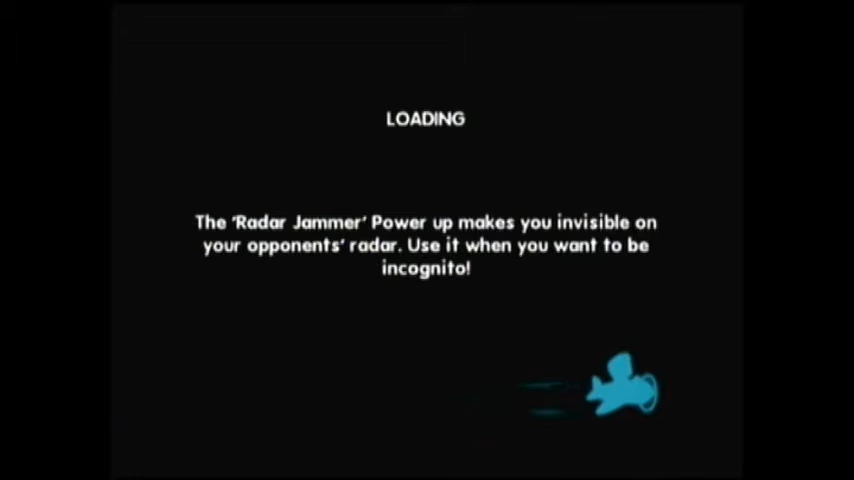 LOADING
The 'Radar Jammer' Power up makes you invisible on
your opponents' radar. Use it when you want to be
incognito!